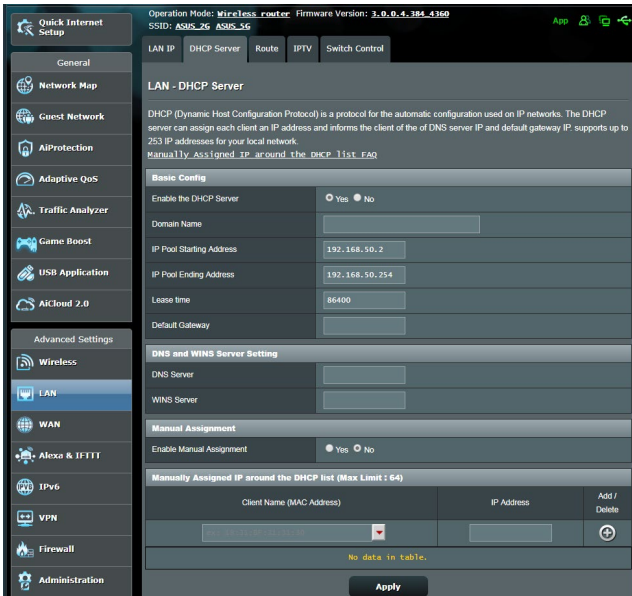 Quick Internet
Setup
General
Network Map
Guest Network
AiProtection
Adaptive QoS
Traffic Analyzer
Game Boost
USB Application
AiCloud 2.0
Advanced Settings
Wireless
LAN
WAN
Alexa & IFTTT
IPv6
VPN
Firewall
Administration
Operation Mode: Wireless router Firmware Version: 3.0.0.4.384_4360
SSID: ASUS_2G ASUS_5G
App
LAN IP DHCP Server Route IPTV Switch Control
LAN - DHCP Server
DHCP (Dynamic Host Configuration Protocol) is a protocol for the automatic configuration used on IP networks. The DHCP
server can assign each client an IP address and informs the client of the of DNS server IP and default gateway IP. supports up to
253 IP addresses for your local network.
Manually Assigned IP around the DHCP list FAQ
Basic Config
Enable the DHCP Server Yes No
Domain Name
IP Pool Starting Address 192.168.50.2
IP Pool Ending Address 192.168.50.254
Lease time 86400
Default Gateway
DNS and WINS Server Setting
DNS Server
WINS Server
Manual Assignment
Enable Manual Assignment Yes No
Manually Assigned IP around the DHCP list (Max Limit : 64)
Client Name (MAC Address) IP Address Add /
Delete
No data in table.
Apply